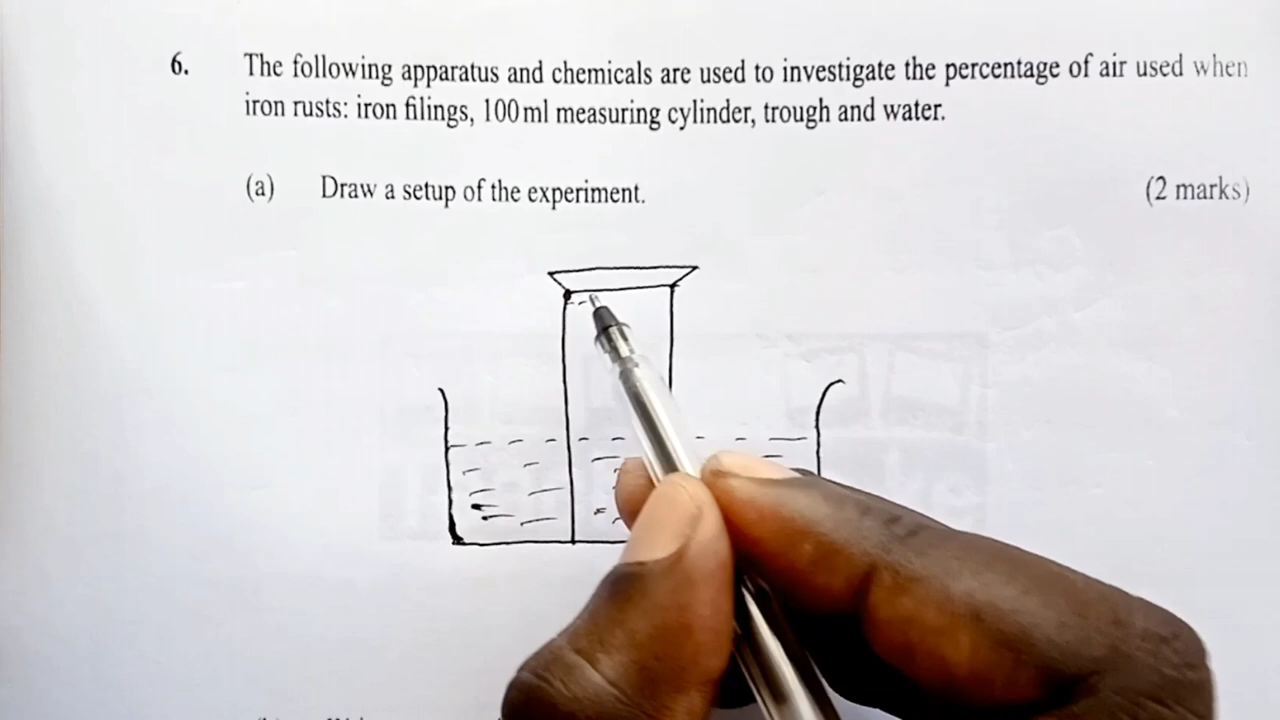 6. The following apparatus and chemicals are used to investigate the percentage of air used when
iron rusts: iron filings, 100 ml measuring cylinder, trough and water.
(a) Draw a setup of the experiment. (2 marks)